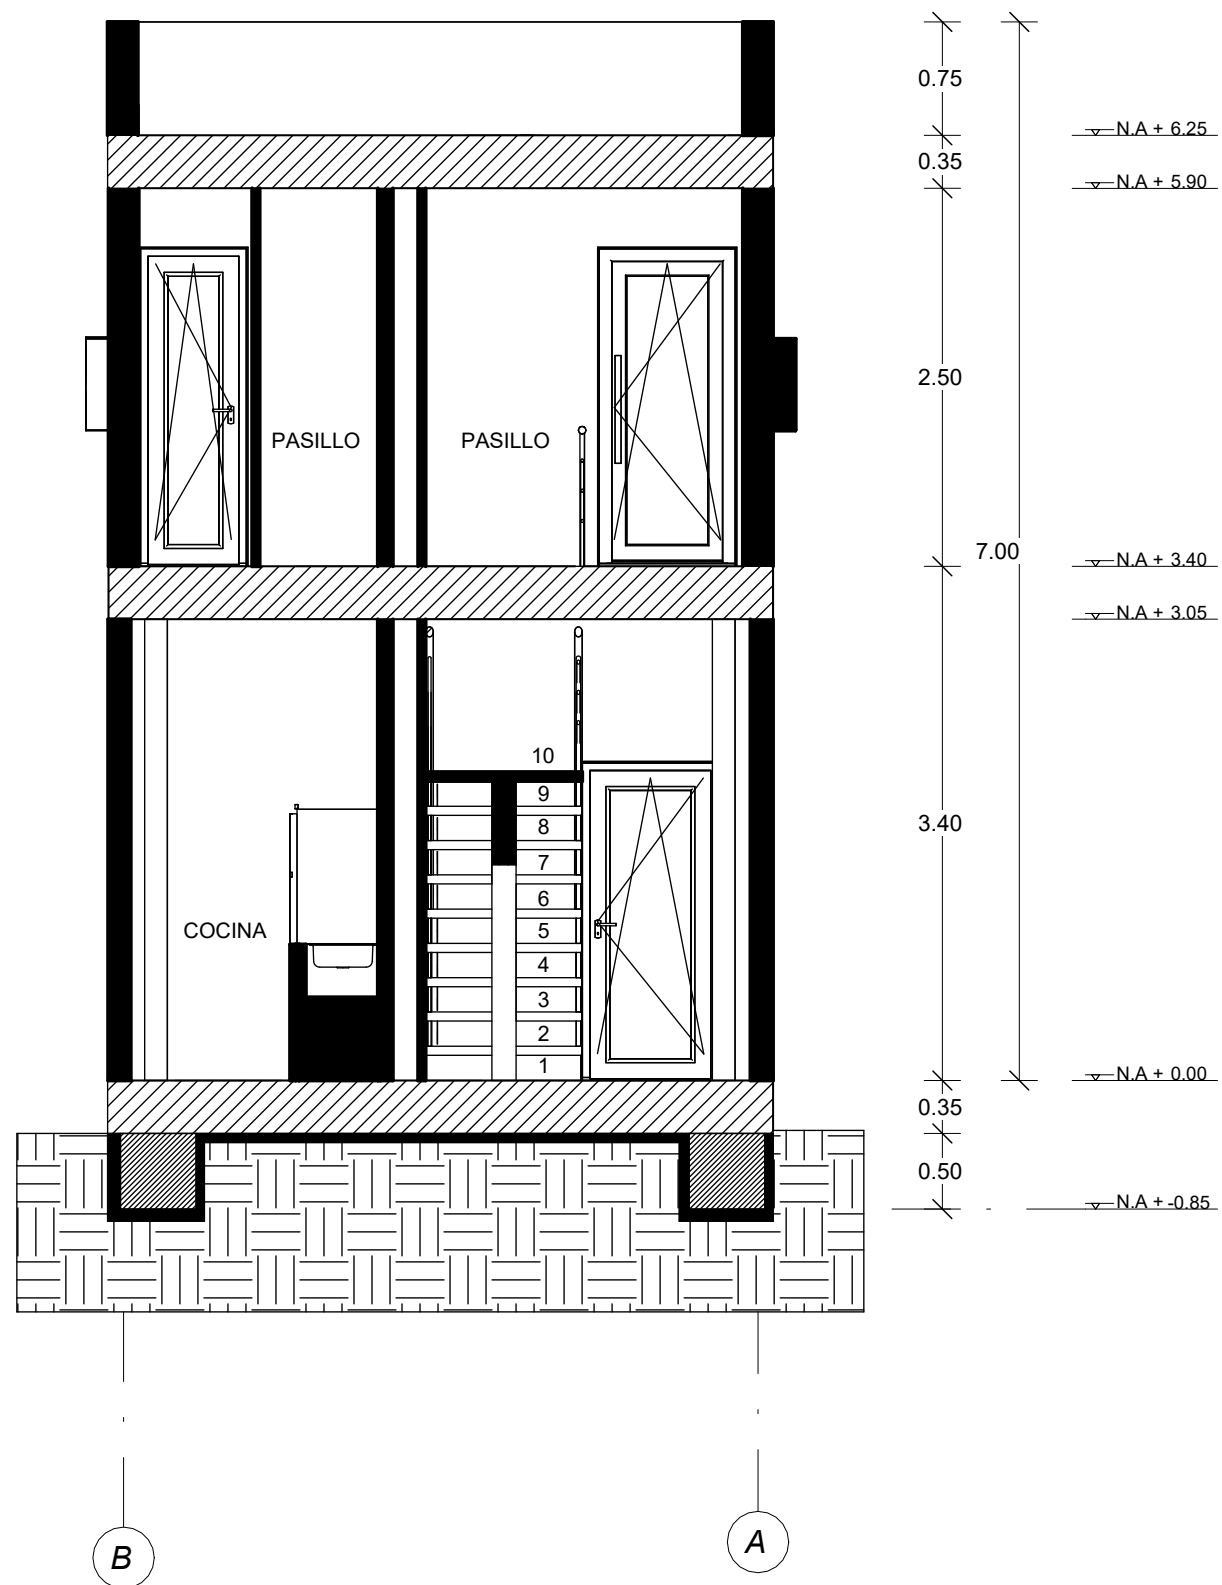 0.75
N.A + 6.25
0.35
N.A + 5.90
2.50
PASILLO
PASILLO
7.00
N.A + 3.40
N.A + 3.05
10
9
8
7
6
5
4
3
2
1
3.40
COCINA
N.A + 0.00
0.35
0.50
N.A + -0.85
B
A